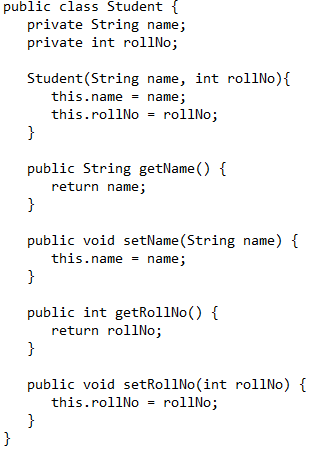 public class Student {
   private String name;
   private int rollNo;

   Student(String name, int rollNo){
      this.name = name;
      this.rollNo = rollNo;
   }

   public String getName() {
      return name;
   }

   public void setName(String name) {
      this.name = name;
   }

   public int getRollNo() {
      return rollNo;
   }

   public void setRollNo(int rollNo) {
      this.rollNo = rollNo;
   }
}